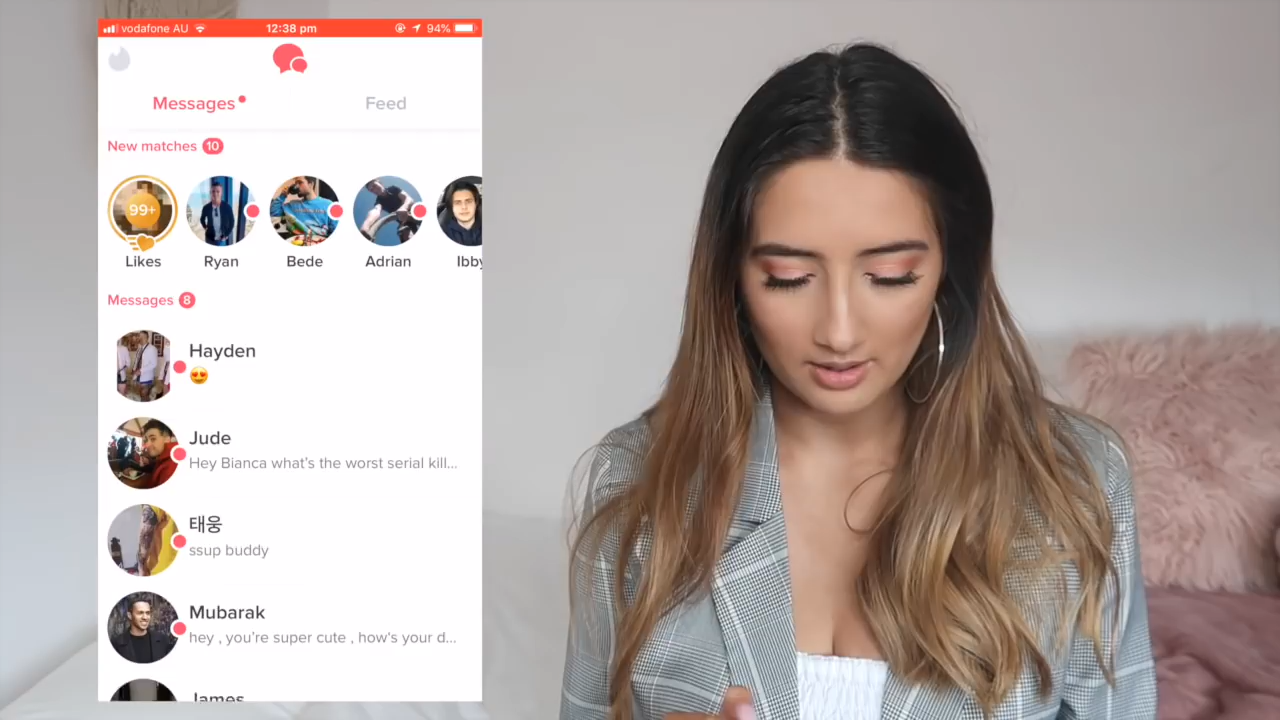 vodafone AU 12:38 pm 94%
Messages Feed
New matches 10
99+
Likes Ryan Bede Adrian Ibby
Messages 8
Hayden
😍
Jude
Hey Bianca what's the worst serial kill...
태웅
ssup buddy
Mubarak
hey , you're super cute , how's your d...
James